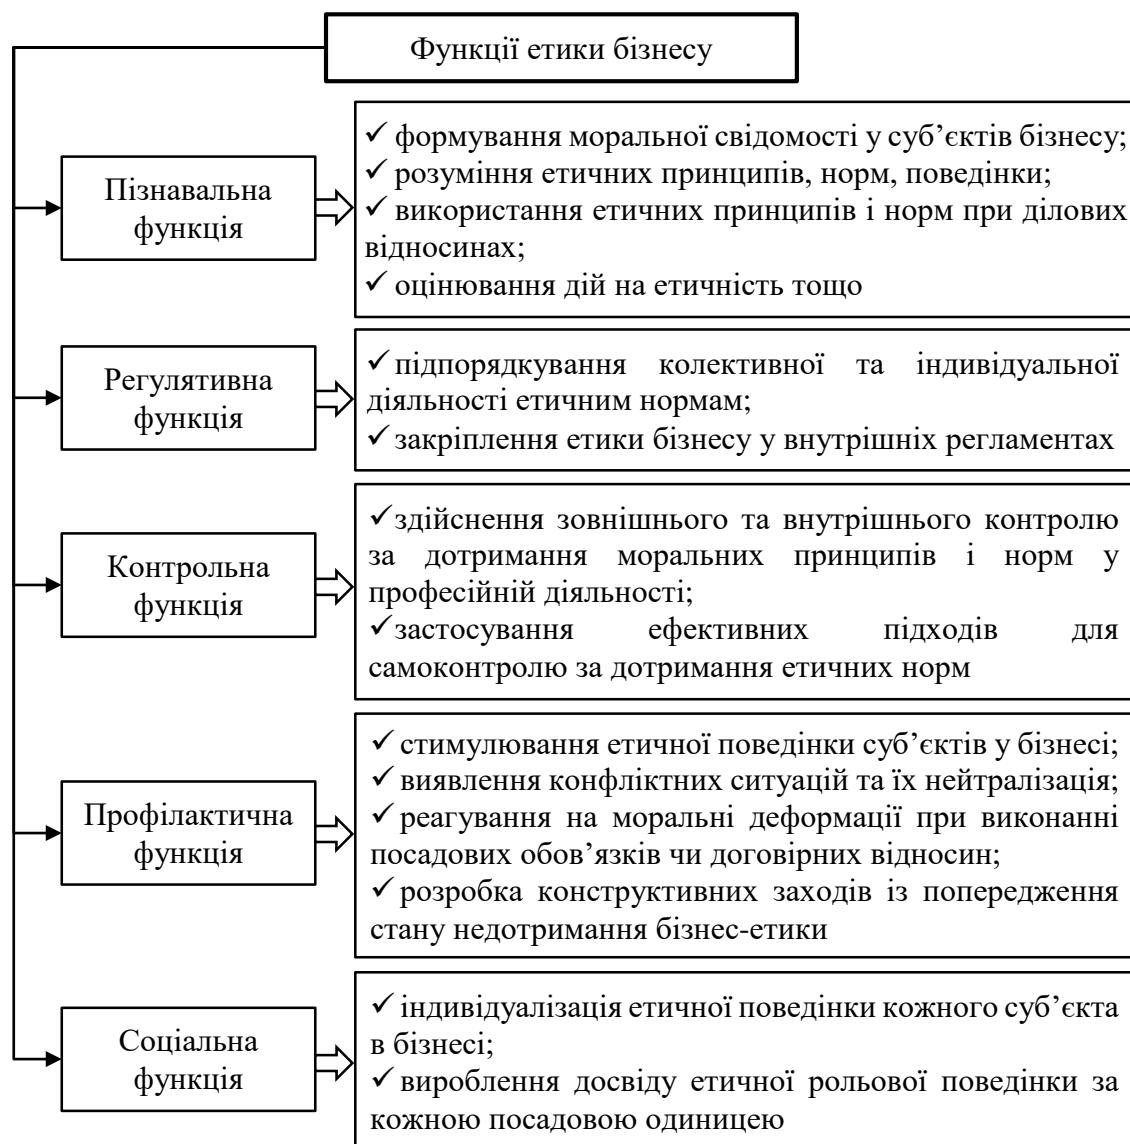 Функції етики бізнесу
Пізнавальна
функція
✓ формування моральної свідомості у суб’єктів бізнесу;
✓ розуміння етичних принципів, норм, поведінки;
✓ використання етичних принципів і норм при ділових
відносинах;
✓ оцінювання дій на етичність тощо
Регулятивна
функція
✓ підпорядкування колективної та індивідуальної
діяльності етичним нормам;
✓ закріплення етики бізнесу у внутрішніх регламентах
Контрольна
функція
✓ здійснення зовнішнього та внутрішнього контролю
за дотримання моральних принципів і норм у
професійній діяльності;
✓ застосування ефективних підходів для
самоконтролю за дотримання етичних норм
Профілактична
функція
✓ стимулювання етичної поведінки суб’єктів у бізнесі;
✓ виявлення конфліктних ситуацій та їх нейтралізація;
✓ реагування на моральні деформації при виконанні
посадових обов’язків чи договірних відносин;
✓ розробка конструктивних заходів із попередження
стану недотримання бізнес-етики
Соціальна
функція
✓ індивідуалізація етичної поведінки кожного суб’єкта
в бізнесі;
✓ вироблення досвіду етичної рольової поведінки за
кожною посадовою одиницею